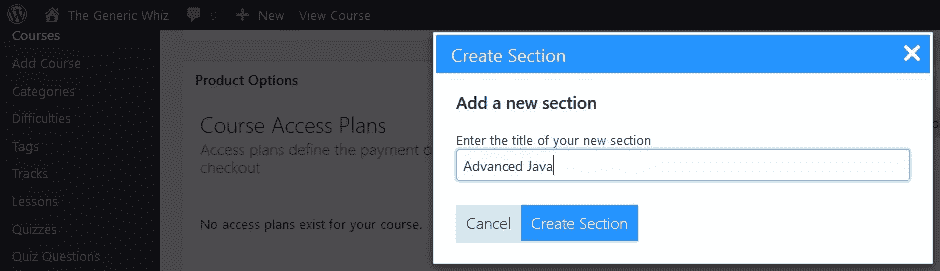 The Generic Whiz
New
View Course
Courses
Add Course
Categories
Difficulties
Tags
Tracks
Lessons
Quizzes
Quiz Questions
Product Options
Course Access Plans
Access plans define the payment o
checkout
No access plans exist for your course.
Create Section
Add a new section
Enter the title of your new section
Advanced Java
Cancel
Create Section